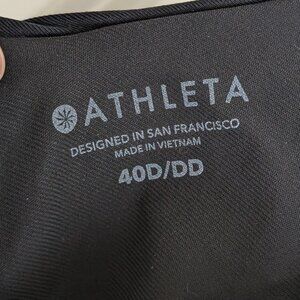 ATHLETA
DESIGNED IN SAN FRANCISCO
MADE IN VIETNAM
40D/DD